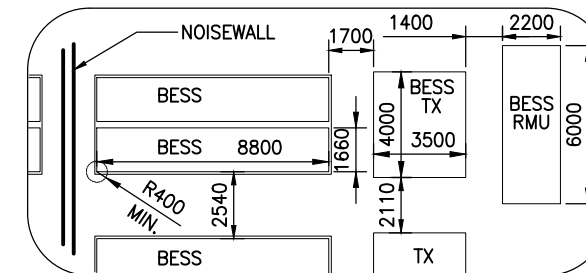 NOISEWALL
1700
1400
2200
BESS
BESS
TX
BESS
RMU
4000
3500
6000
BESS
8800
1660
R400
MIN.
2540
2110
BESS
TX